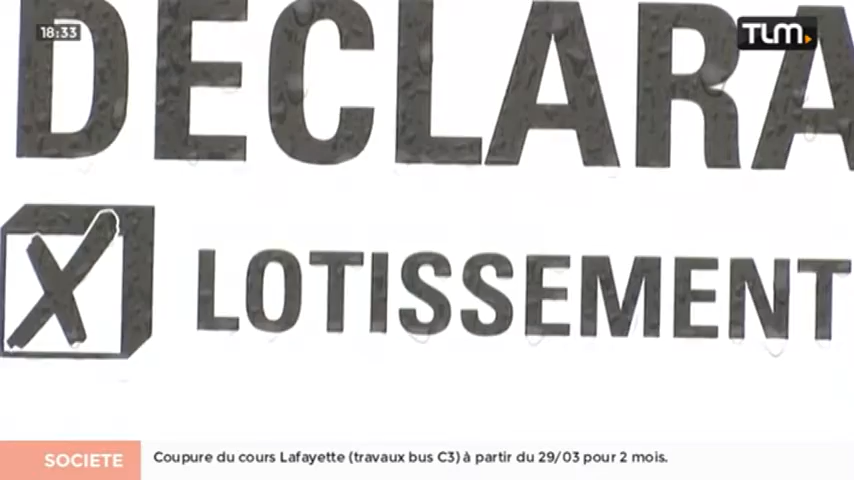 18:33
TLM
DECLARA
LOTISSEMENT
SOCIETE
Coupure du cours Lafayette (travaux bus C3) à partir du 29/03 pour 2 mois.